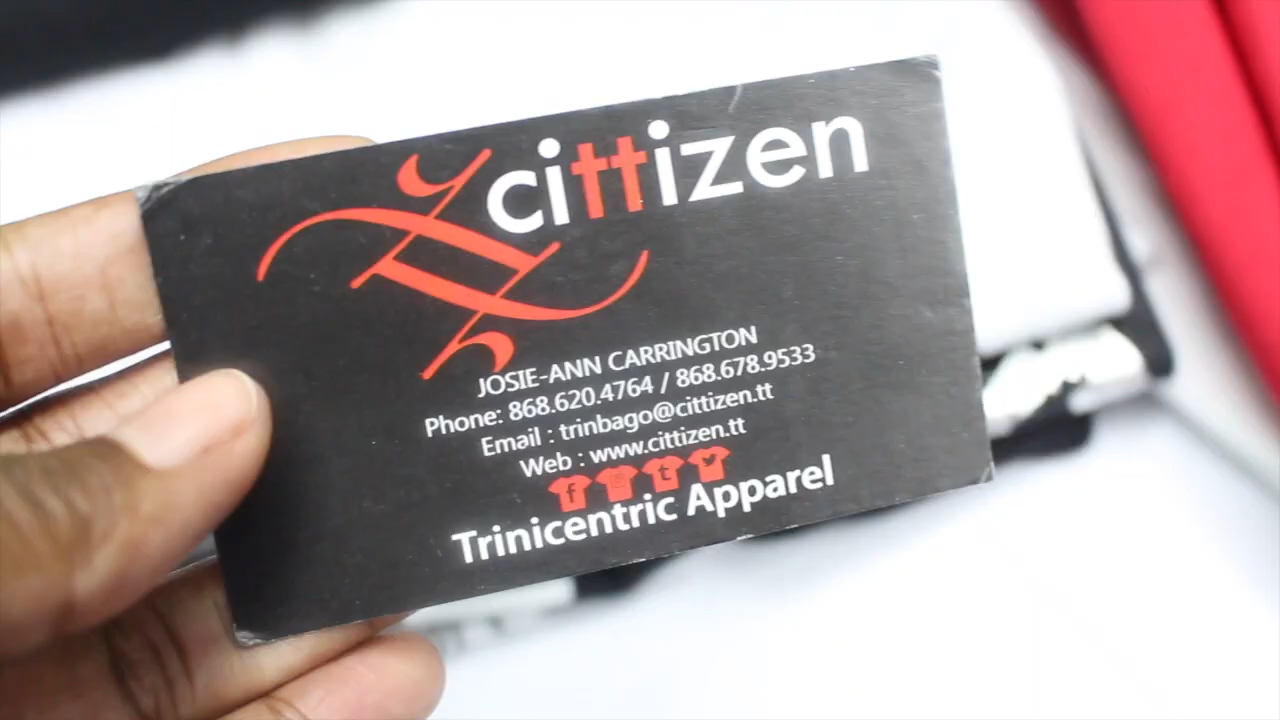 cittizen
JOSIE-ANN CARRINGTON
Phone: 868.620.4764 / 868.678.9533
Email : trinbago@cittizen.tt
Web : www.cittizen.tt
f t
Trinicentric Apparel